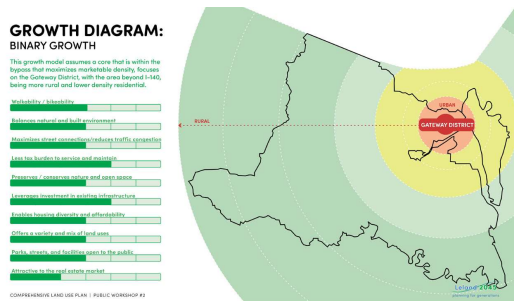 GROWTH DIAGRAM:
BINARY GROWTH
This growth model assumes a core that is within the
bypass that maximizes marketable density, focuses
on the Gateway District, with the area beyond I-140,
being more rural and lower density residential.
Walkability / bikeability
Balances natural and built environment
Maximizes street connections/reduces traffic congestion
Less tax burden to service and maintain
Preserves / conserves nature and open space
Leverages investment in existing infrastructure
Enables housing diversity and affordability
Offers a variety and mix of land uses
Parks, streets, and facilities open to the public
Attractive to the real estate market
COMPREHENSIVE LAND USE PLAN | PUBLIC WORKSHOP #2
RURAL
URBAN
GATEWAY DISTRICT
Leland 2045
planning for generations